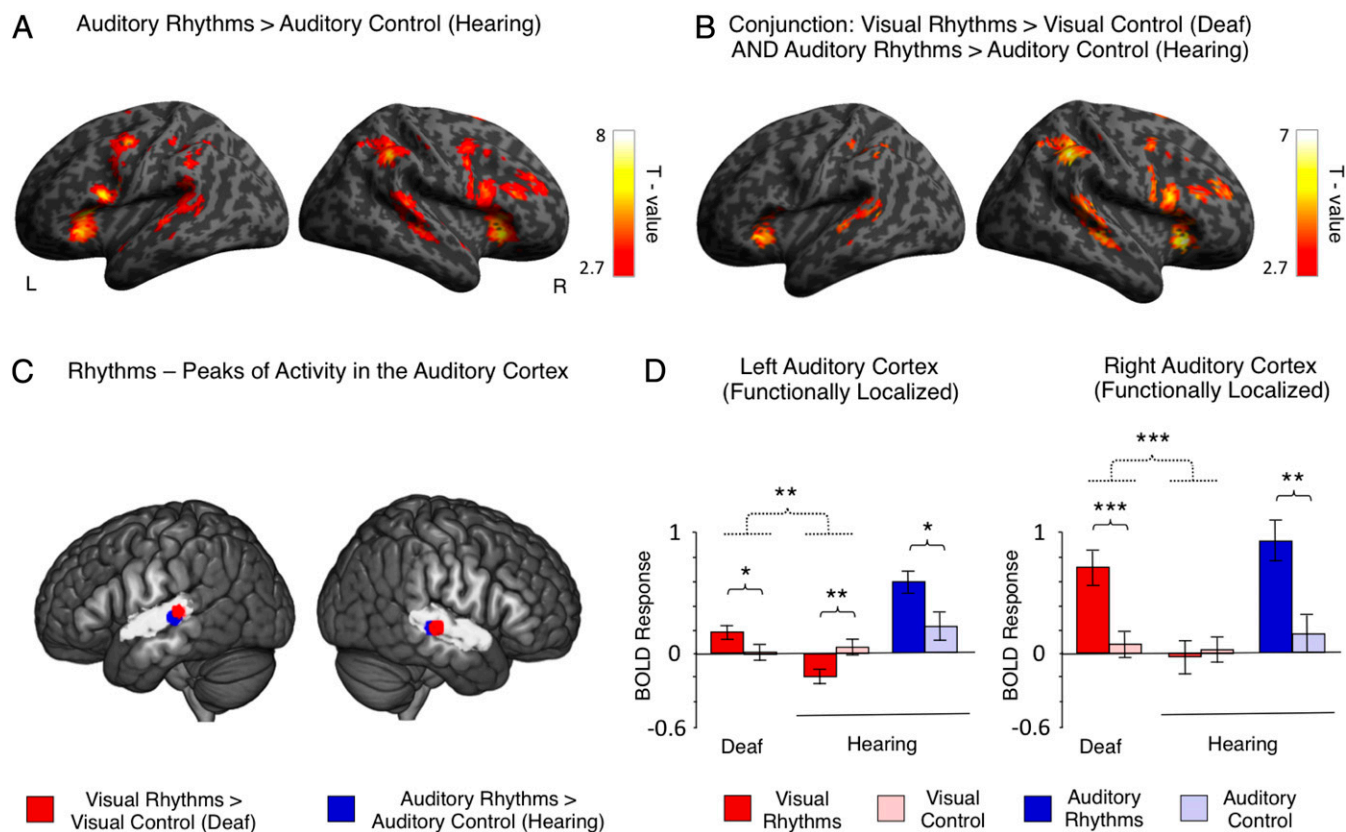 A
Auditory Rhythms > Auditory Control (Hearing)
8
2.7
T - value
L
R
B
Conjunction: Visual Rhythms > Visual Control (Deaf)
AND Auditory Rhythms > Auditory Control (Hearing)
7
2.7
T - value
C
Rhythms – Peaks of Activity in the Auditory Cortex
Visual Rhythms >
Visual Control (Deaf)
Auditory Rhythms >
Auditory Control (Hearing)
D
Left Auditory Cortex
(Functionally Localized)
**
*
**
*
1
0
-0.6
BOLD Response
Deaf
Hearing
Right Auditory Cortex
(Functionally Localized)
***
***
**
1
0
-0.6
BOLD Response
Deaf
Hearing
Visual
Rhythms
Visual
Control
Auditory
Rhythms
Auditory
Control